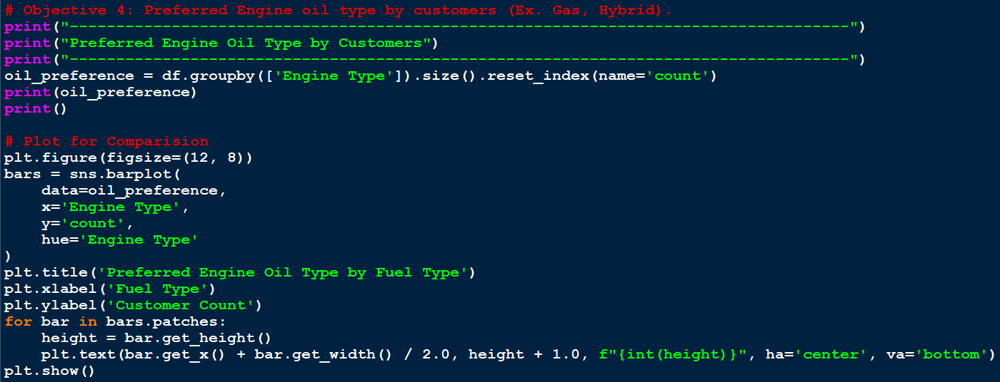 # Objective 4: Preferred Engine oil type by customers (Ex. Gas, Hybrid).
print("------------------------------------------------------------------------------------")
print("Preferred Engine Oil Type by Customers")
print("------------------------------------------------------------------------------------")
oil_preference = df.groupby(['Engine Type']).size().reset_index(name='count')
print(oil_preference)
print()

# Plot for Comparision
plt.figure(figsize=(12, 8))
bars = sns.barplot(
    data=oil_preference,
    x='Engine Type',
    y='count',
    hue='Engine Type'
)
plt.title('Preferred Engine Oil Type by Fuel Type')
plt.xlabel('Fuel Type')
plt.ylabel('Customer Count')
for bar in bars.patches:
    height = bar.get_height()
    plt.text(bar.get_x() + bar.get_width() / 2.0, height + 1.0, f"{int(height)}", ha='center', va='bottom')
plt.show()